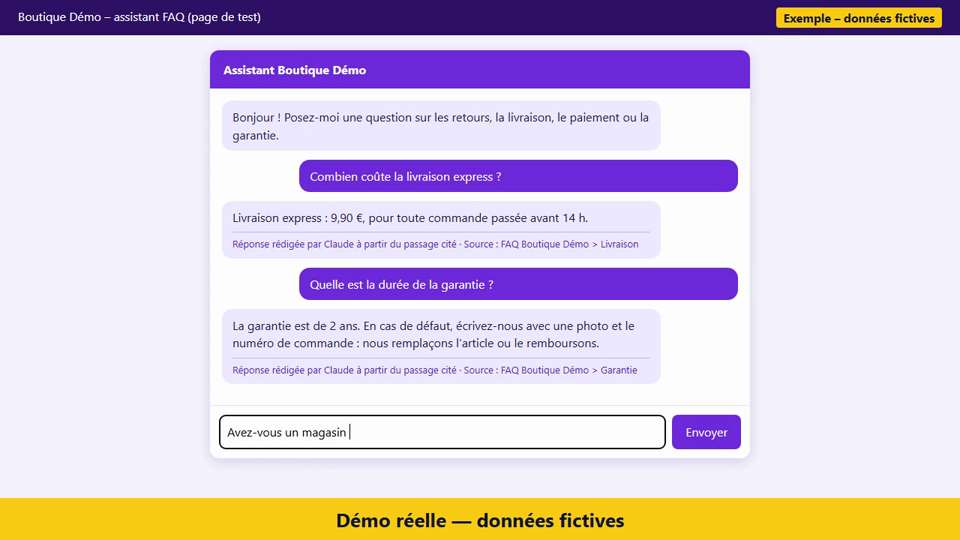 Boutique Démo – assistant FAQ (page de test)
Exemple – données fictives
Assistant Boutique Démo
Bonjour ! Posez-moi une question sur les retours, la livraison, le paiement ou la
garantie.
Combien coûte la livraison express ?
Livraison express : 9,90 €, pour toute commande passée avant 14 h.
Réponse rédigée par Claude à partir du passage cité · Source : FAQ Boutique Démo > Livraison
Quelle est la durée de la garantie ?
La garantie est de 2 ans. En cas de défaut, écrivez-nous avec une photo et le
numéro de commande : nous remplaçons l'article ou le remboursons.
Réponse rédigée par Claude à partir du passage cité · Source : FAQ Boutique Démo > Garantie
Avez-vous un magasin
Envoyer
Démo réelle — données fictives